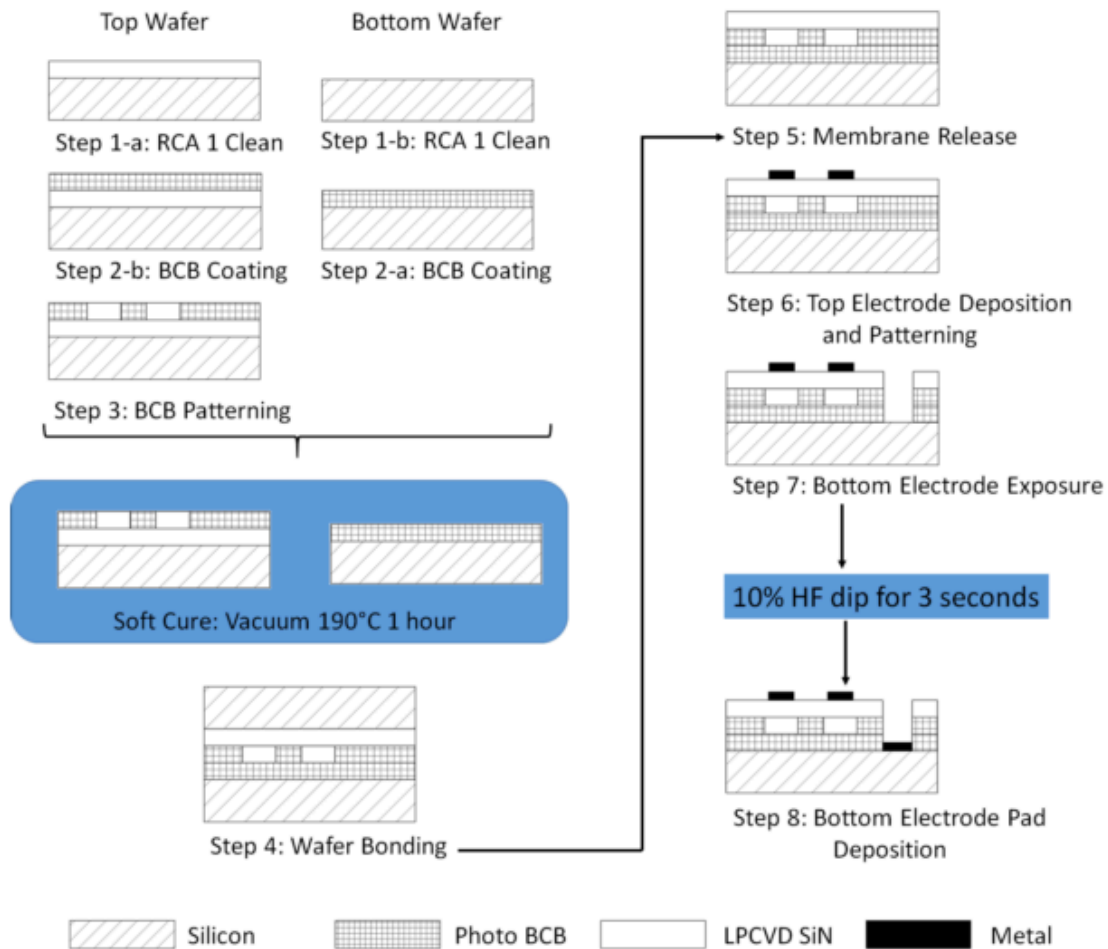 Top Wafer
Bottom Wafer
Step 1-a: RCA 1 Clean
Step 1-b: RCA 1 Clean
Step 2-b: BCB Coating
Step 2-a: BCB Coating
Step 3: BCB Patterning
Soft Cure: Vacuum 190°C 1 hour
Step 4: Wafer Bonding
Step 5: Membrane Release
Step 6: Top Electrode Deposition
and Patterning
Step 7: Bottom Electrode Exposure
10% HF dip for 3 seconds
Step 8: Bottom Electrode Pad
Deposition
Silicon
Photo BCB
LPCVD SiN
Metal